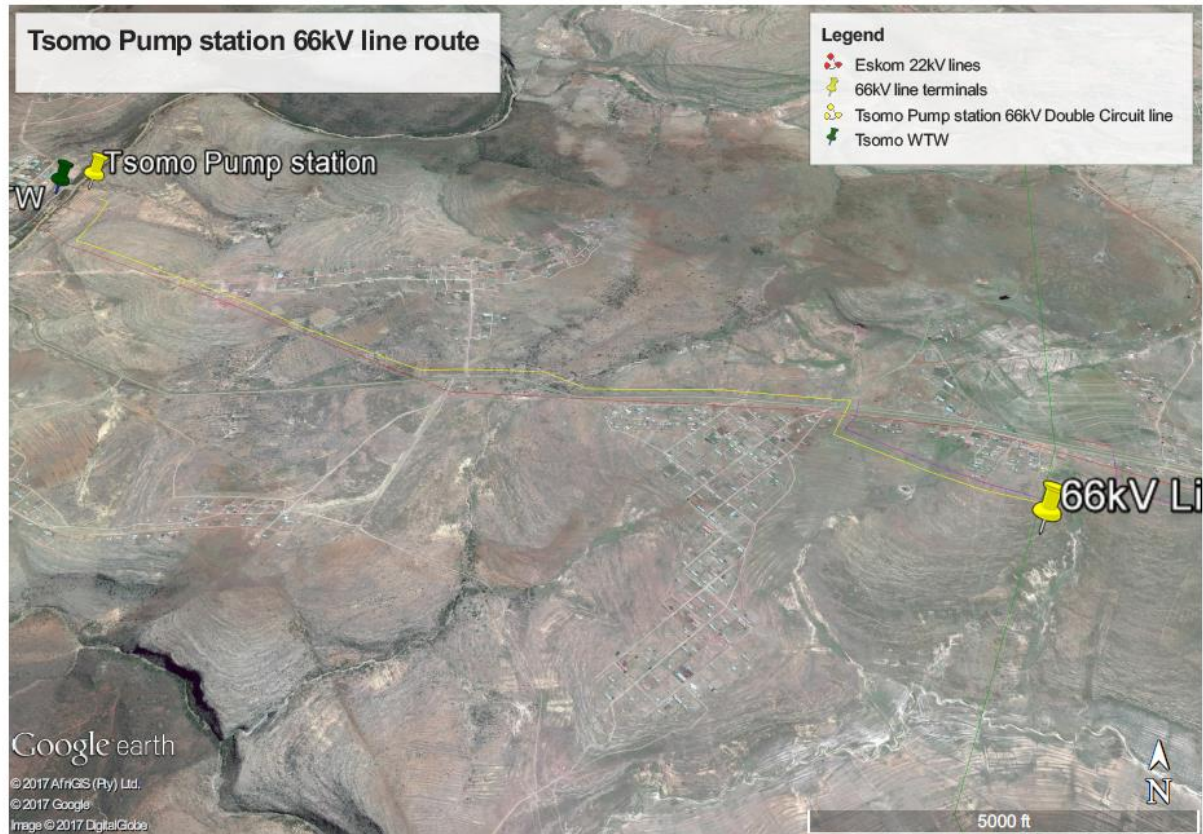 Tsomo Pump station 66kV line route
Legend
Eskom 22kV lines
66kV line terminals
Tsomo Pump station 66kV Double Circuit line
Tsomo WTW
Tsomo Pump station
TW
66kV Li
Google earth
© 2017 AfriGIS (Pty) Ltd.
© 2017 Google
Image © 2017 DigitalGlobe
N
5000 ft